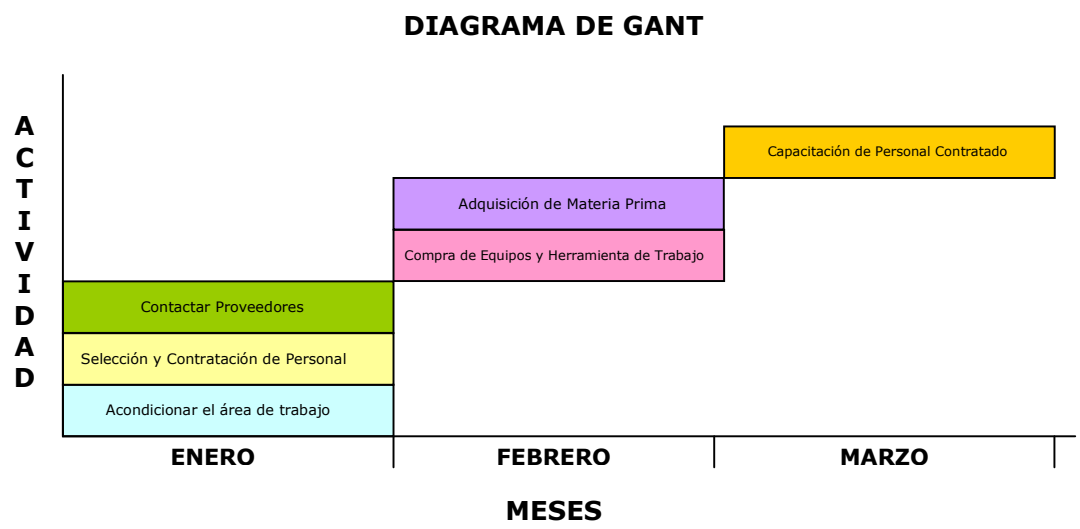 DIAGRAMA DE GANT
ACTIVIDAD
Capacitación de Personal Contratado
Adquisición de Materia Prima
Compra de Equipos y Herramienta de Trabajo
Contactar Proveedores
Selección y Contratación de Personal
Acondicionar el área de trabajo
ENERO FEBRERO MARZO
MESES